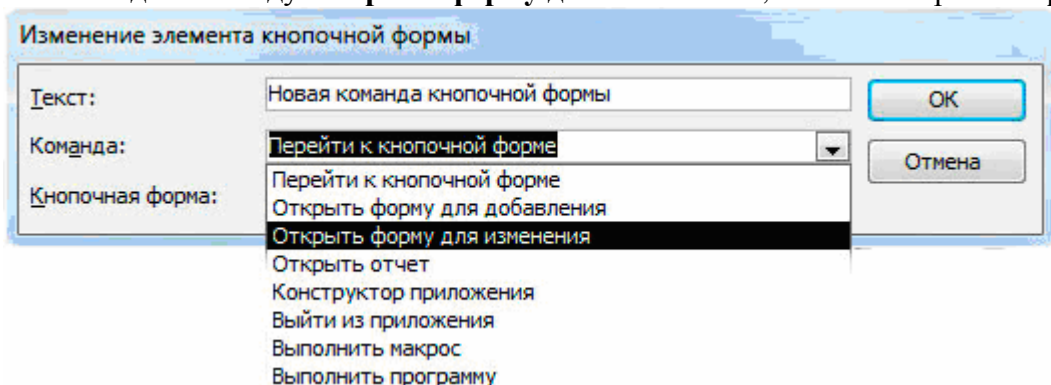 Изменение элемента кнопочной формы
Текст: Новая команда кнопочной формы OK
Команда: Перейти к кнопочной форме Отмена
Кнопочная форма:
Перейти к кнопочной форме
Открыть форму для добавления
Открыть форму для изменения
Открыть отчет
Конструктор приложения
Выйти из приложения
Выполнить макрос
Выполнить программу